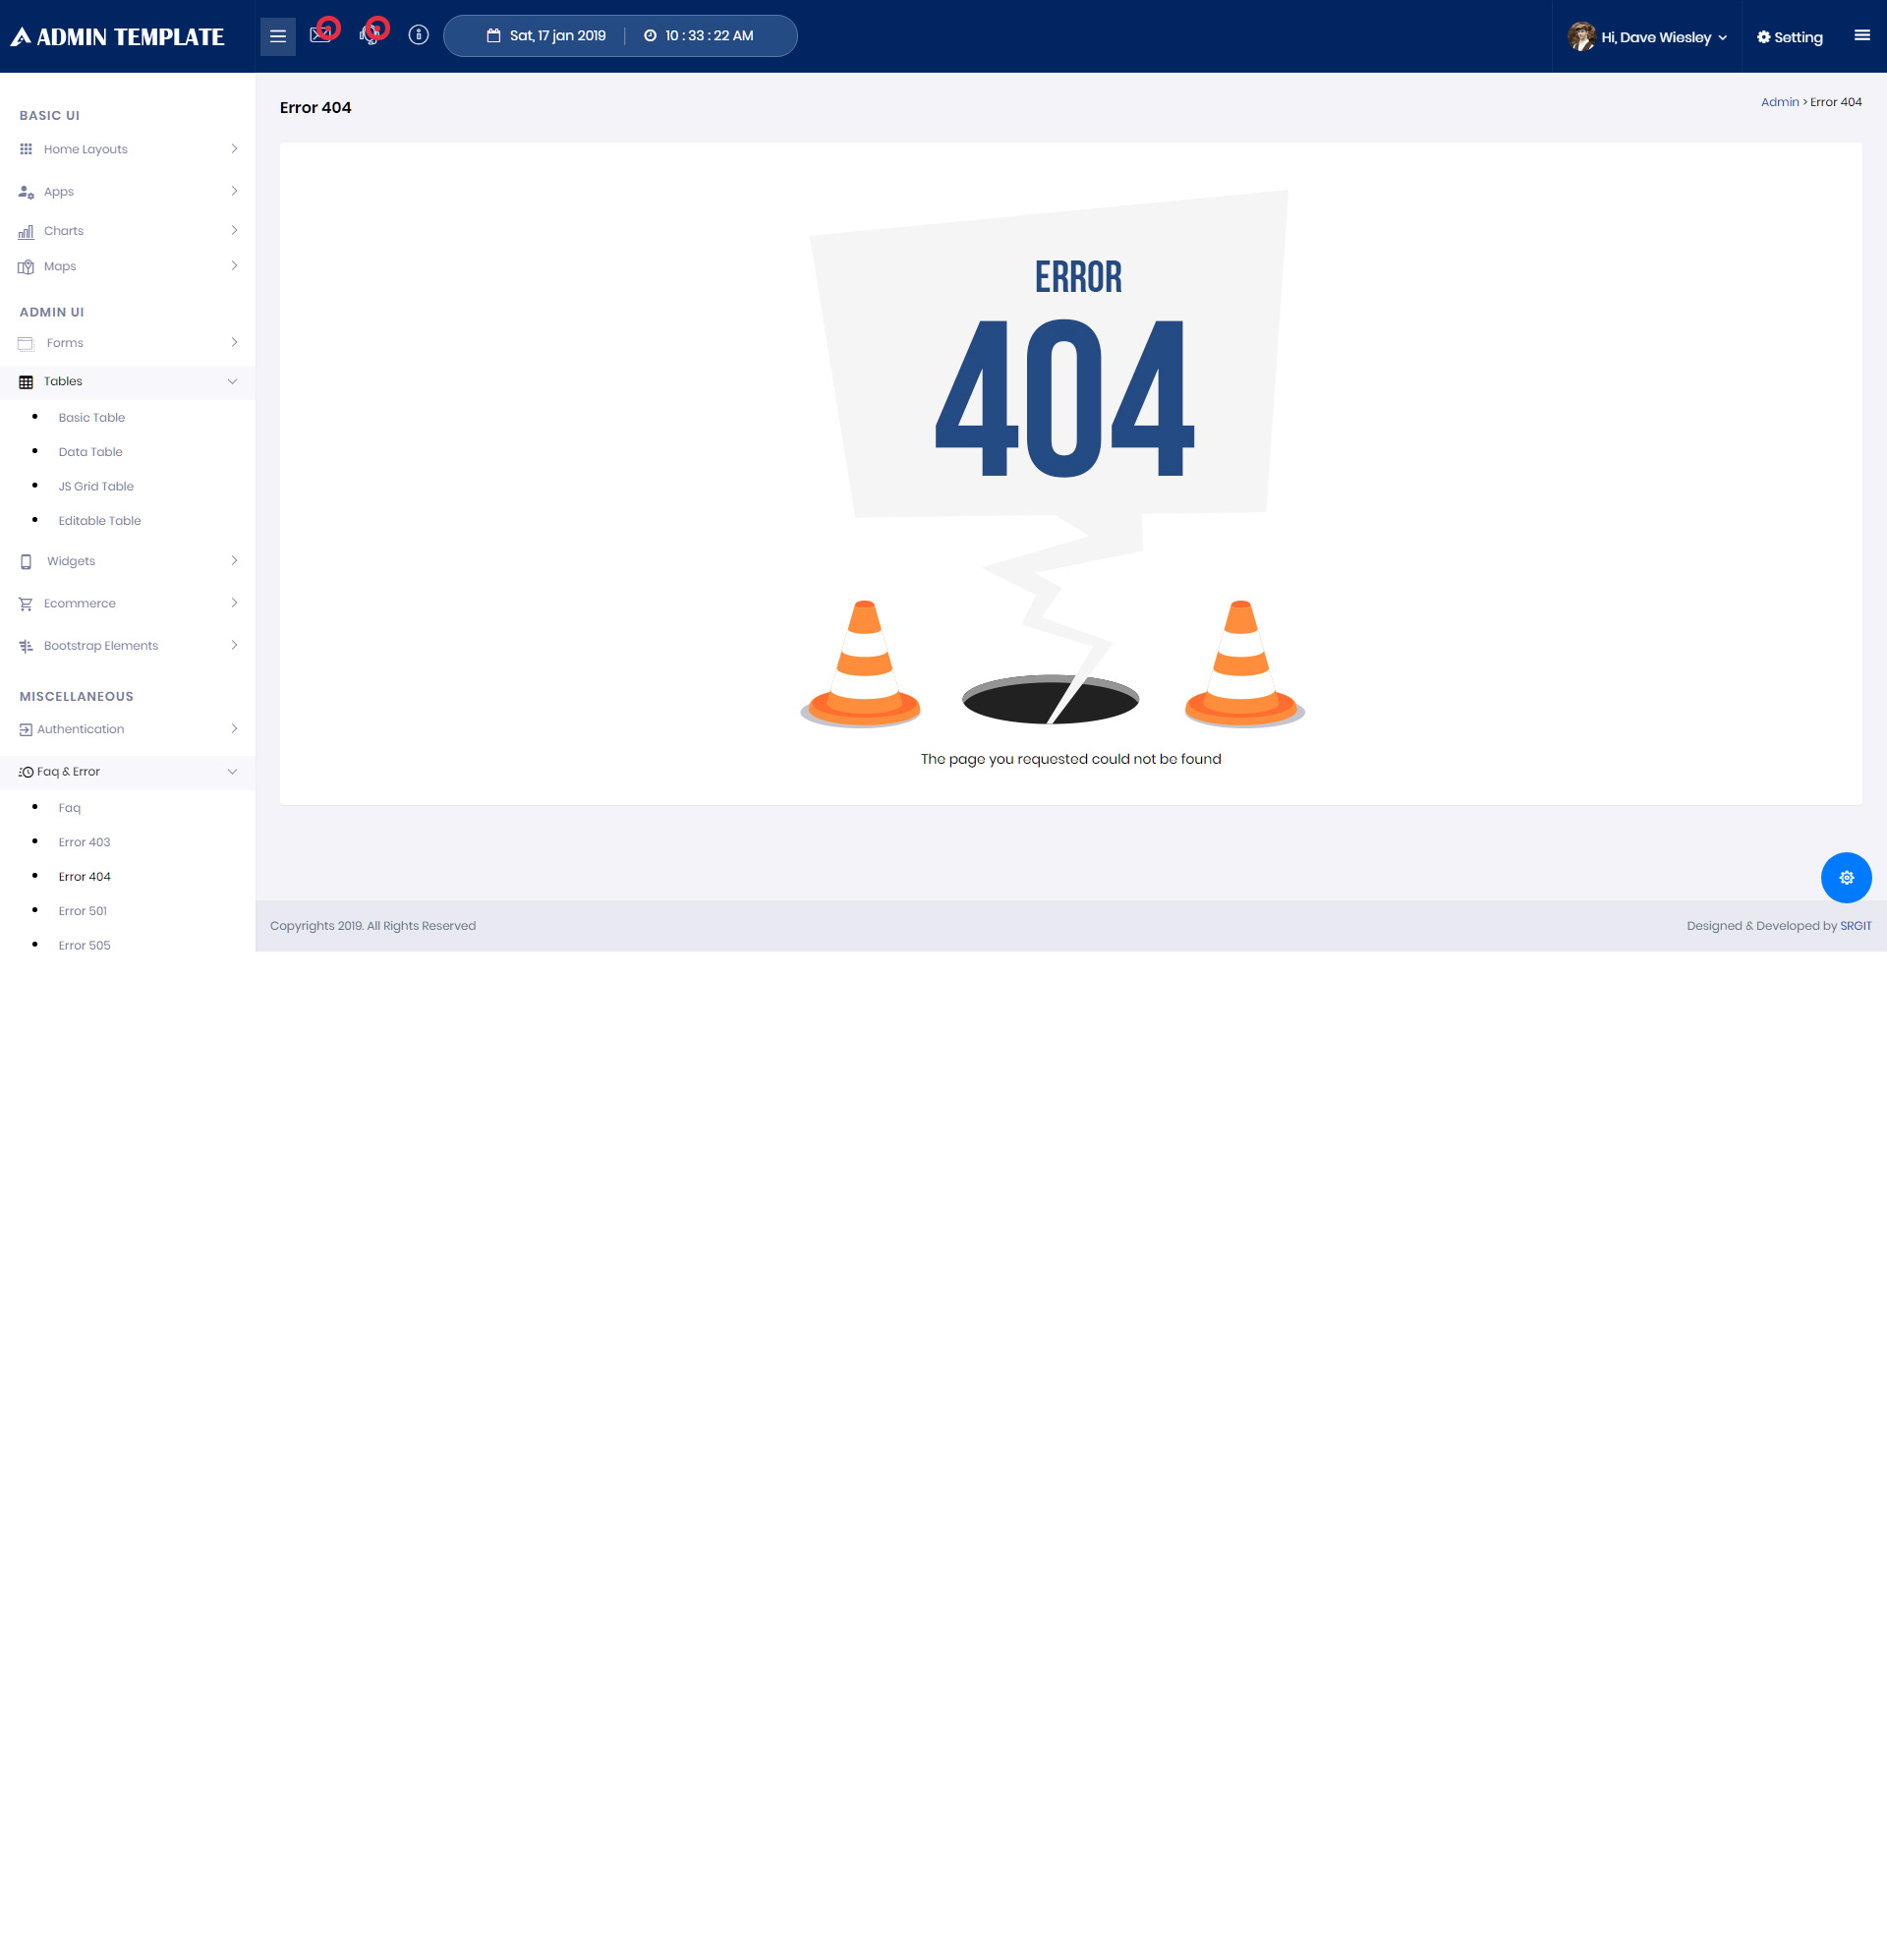 ADMIN TEMPLATE
Sat, 17 jan 2019
10 : 33 : 22 AM
Hi, Dave Wiesley
Setting
BASIC UI
Home Layouts
Apps
Charts
Maps
ADMIN UI
Forms
Tables
Basic Table
Data Table
JS Grid Table
Editable Table
Widgets
Ecommerce
Bootstrap Elements
MISCELLANEOUS
Authentication
Faq & Error
Faq
Error 403
Error 404
Error 501
Error 505
Error 404
Admin > Error 404
ERROR
404
The page you requested could not be found
Copyrights 2019. All Rights Reserved
Designed & Developed by SRGIT